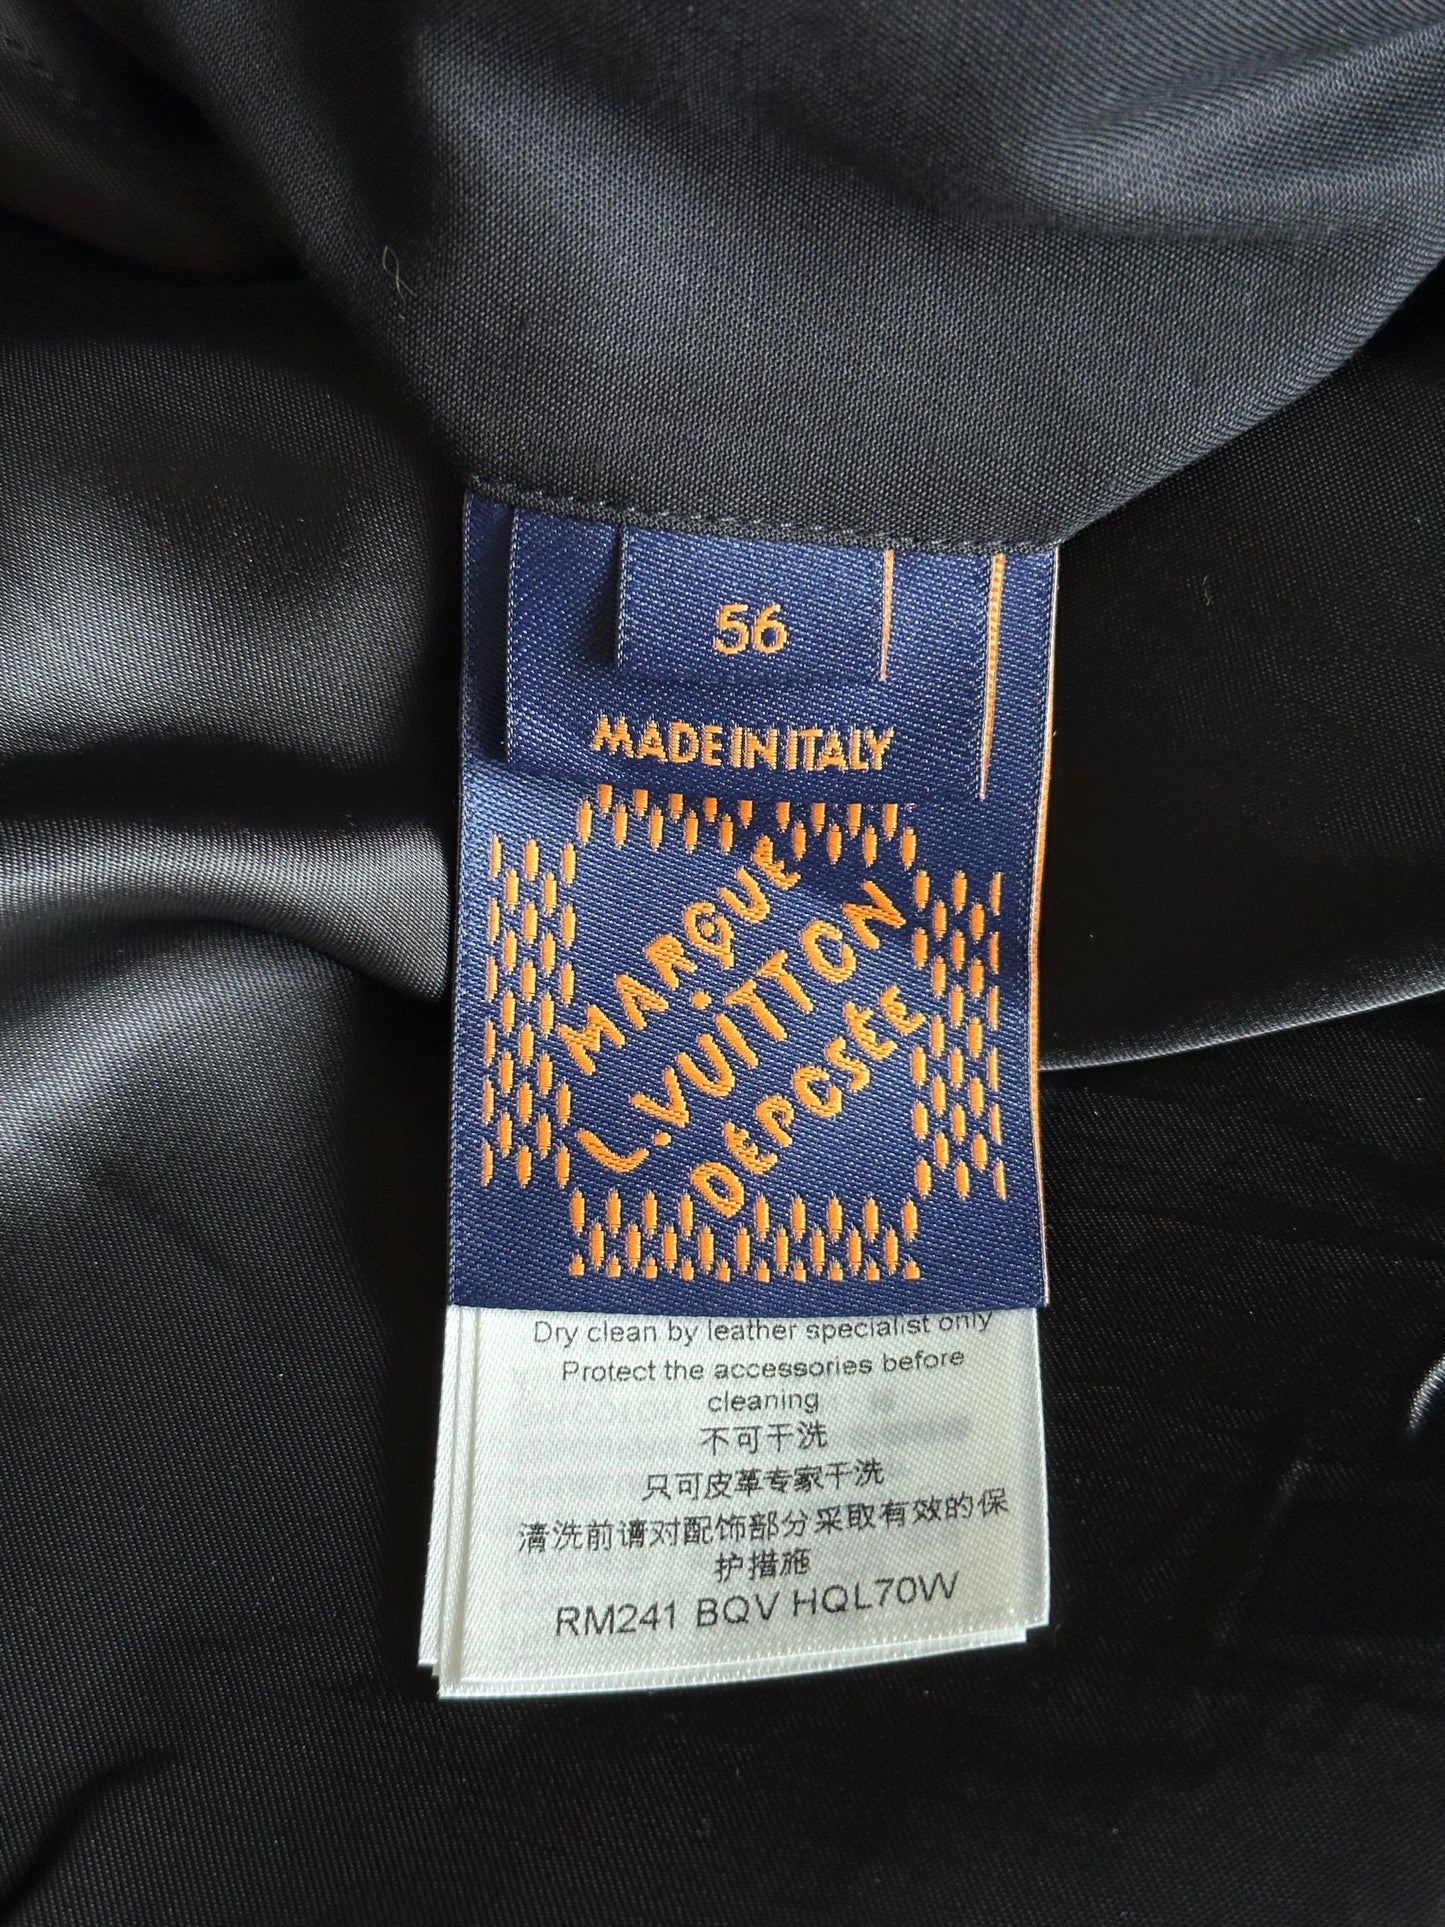 56
MADE IN ITALY
MARQUE
L.VUITTON
DÉPOSÉE
Dry clean by leather specialist only
Protect the accessories before
cleaning
不可干洗
只可皮革专家干洗
清洗前请对配饰部分采取有效的保
护措施
RM241 BQV HQL70W